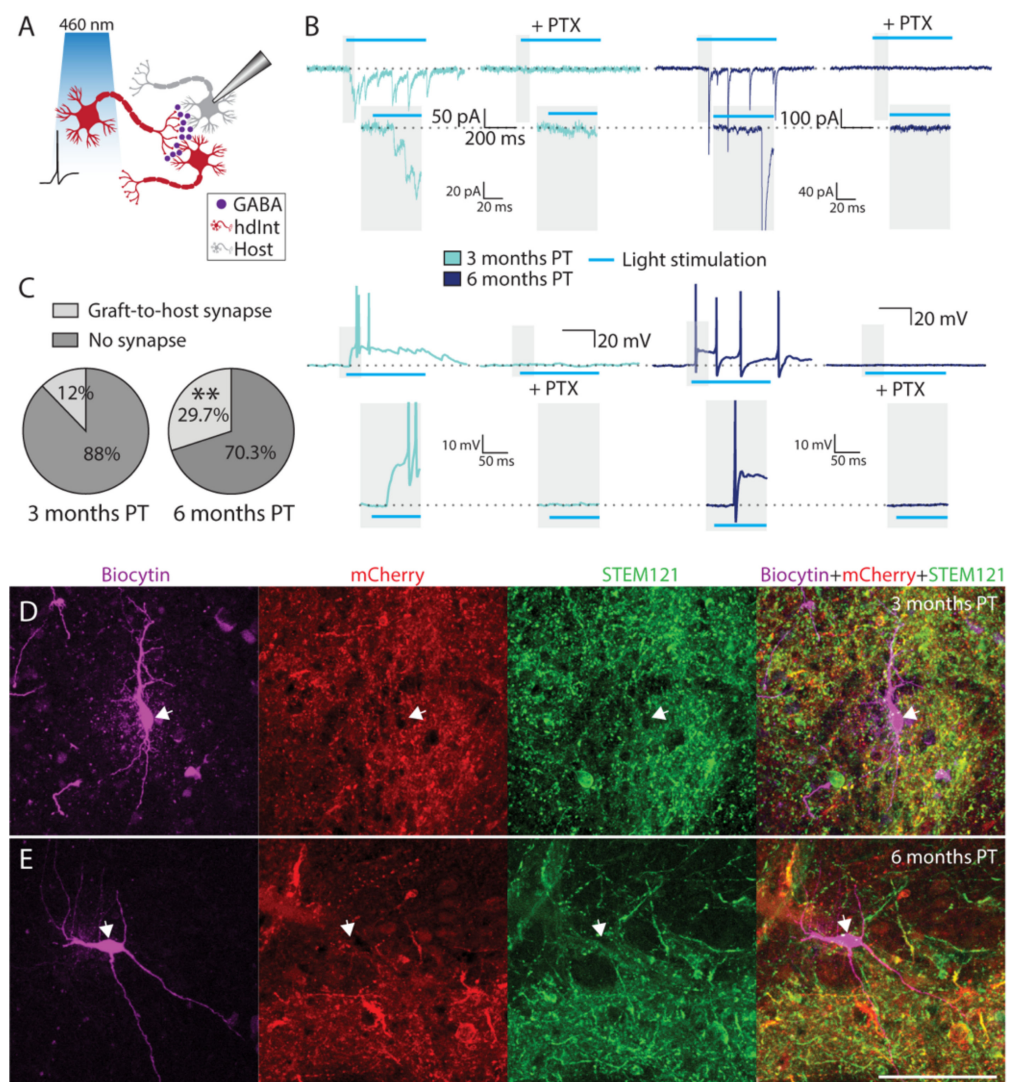 A
460 nm
GABA
hdInt
Host
B
+ PTX
50 pA
200 ms
100 pA
20 pA
20 ms
40 pA
20 ms
3 months PT
Light stimulation
6 months PT
20 mV
20 mV
+ PTX
+ PTX
10 mV
50 ms
10 mV
50 ms
C
Graft-to-host synapse
No synapse
12%
88%
**
29.7%
70.3%
3 months PT
6 months PT
Biocytin
mCherry
STEM121
Biocytin+mCherry+STEM121
D
3 months PT
E
6 months PT